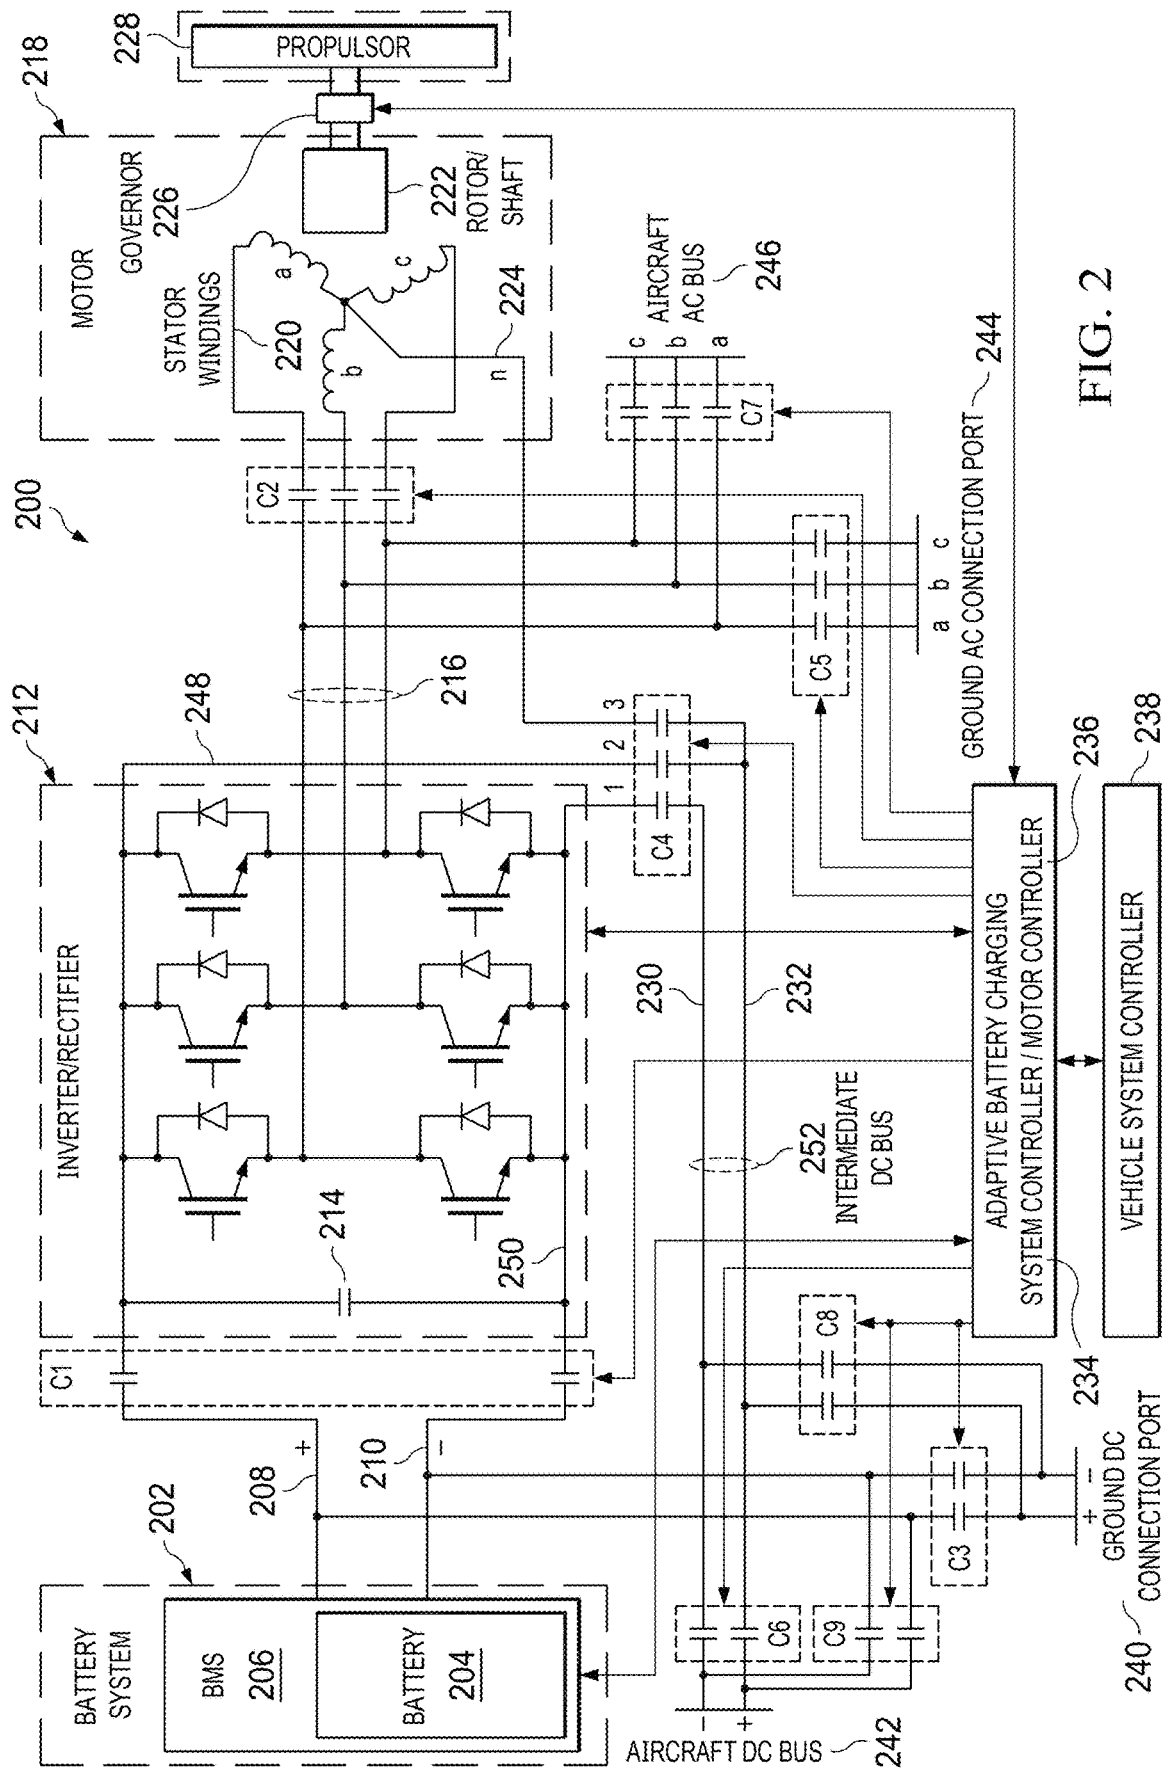 FIG. 2
200
BATTERY
SYSTEM
202
BMS
206
BATTERY
204
+
208
210
−
C1
INVERTER/RECTIFIER
212
214
250
248
216
C2
MOTOR
218
GOVERNOR
226
STATOR
WINDINGS
220
a
b
c
n
224
222
ROTOR/
SHAFT
PROPULSOR
228
C4
1
2
3
230
232
252
INTERMEDIATE
DC BUS
C5
a
b
c
GROUND AC CONNECTION PORT
244
C7
c
b
a
AIRCRAFT
AC BUS
246
C6
C9
−
+
AIRCRAFT DC BUS
242
C8
C3
+
−
GROUND DC
CONNECTION PORT
240
ADAPTIVE BATTERY CHARGING
SYSTEM CONTROLLER / MOTOR CONTROLLER
234
236
VEHICLE SYSTEM CONTROLLER
238